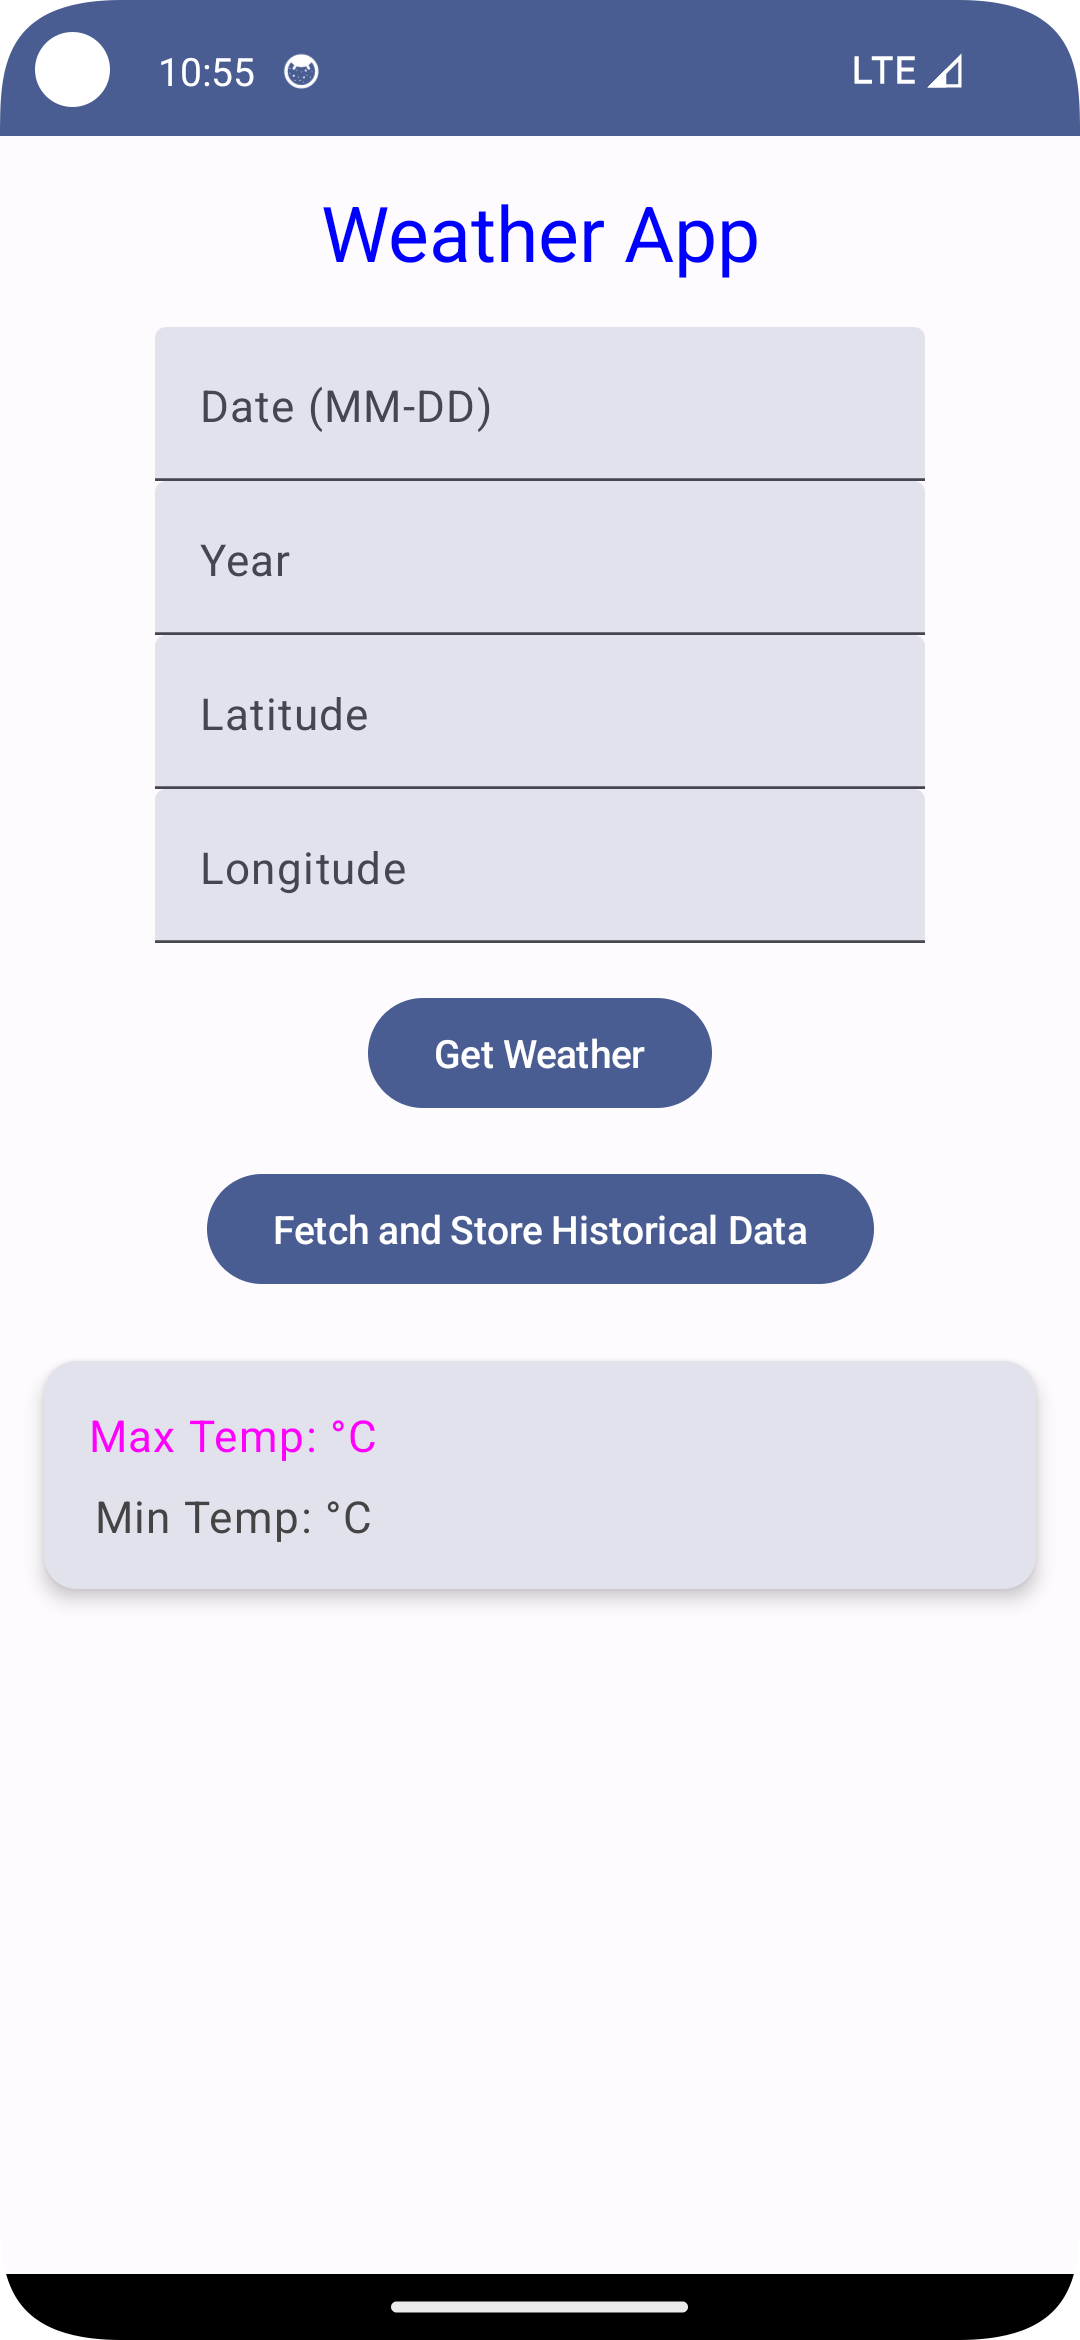 10:55 LTE
Weather App
Date (MM-DD)
Year
Latitude
Longitude
Get Weather
Fetch and Store Historical Data
Max Temp: °C
Min Temp: °C